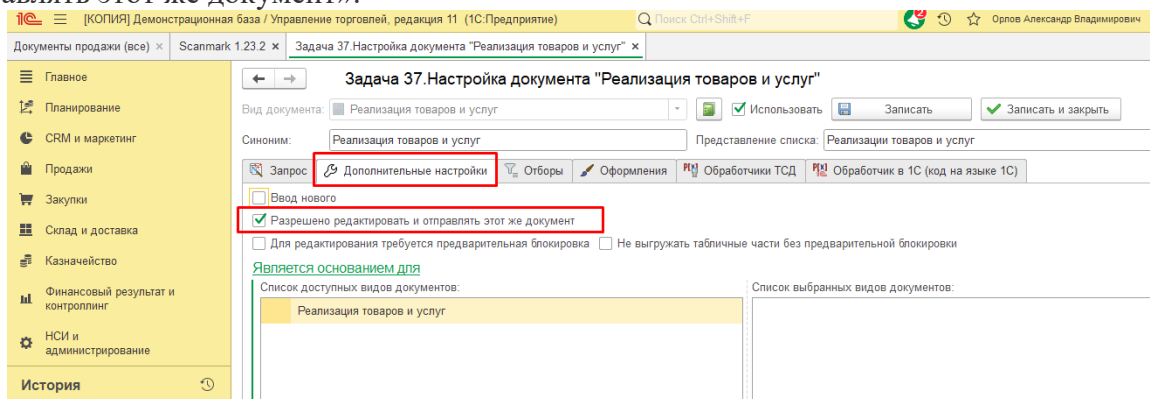 авлять этот же документ».
1С [КОПИЯ] Демонстрационная база / Управление торговлей, редакция 11 (1С:Предприятие) Поиск Ctrl+Shift+F 2 Орлов Александр Владимирович
Документы продажи (все) × Scanmark 1.23.2 × Задача 37.Настройка документа "Реализация товаров и услуг" ×
Главное
Планирование
CRM и маркетинг
Продажи
Закупки
Склад и доставка
Казначейство
Финансовый результат и
контроллинг
НСИ и
администрирование
История
Задача 37.Настройка документа "Реализация товаров и услуг"
Вид документа: Реализация товаров и услуг Использовать Записать Записать и закрыть
Синоним: Реализация товаров и услуг Представление списка: Реализации товаров и услуг
Запрос Дополнительные настройки Отборы Оформления Обработчики ТСД Обработчик в 1С (код на языке 1С)
Ввод нового
Разрешено редактировать и отправлять этот же документ
Для редактирования требуется предварительная блокировка Не выгружать табличные части без предварительной блокировки
Является основанием для
Список доступных видов документов: Список выбранных видов документов:
Реализация товаров и услуг